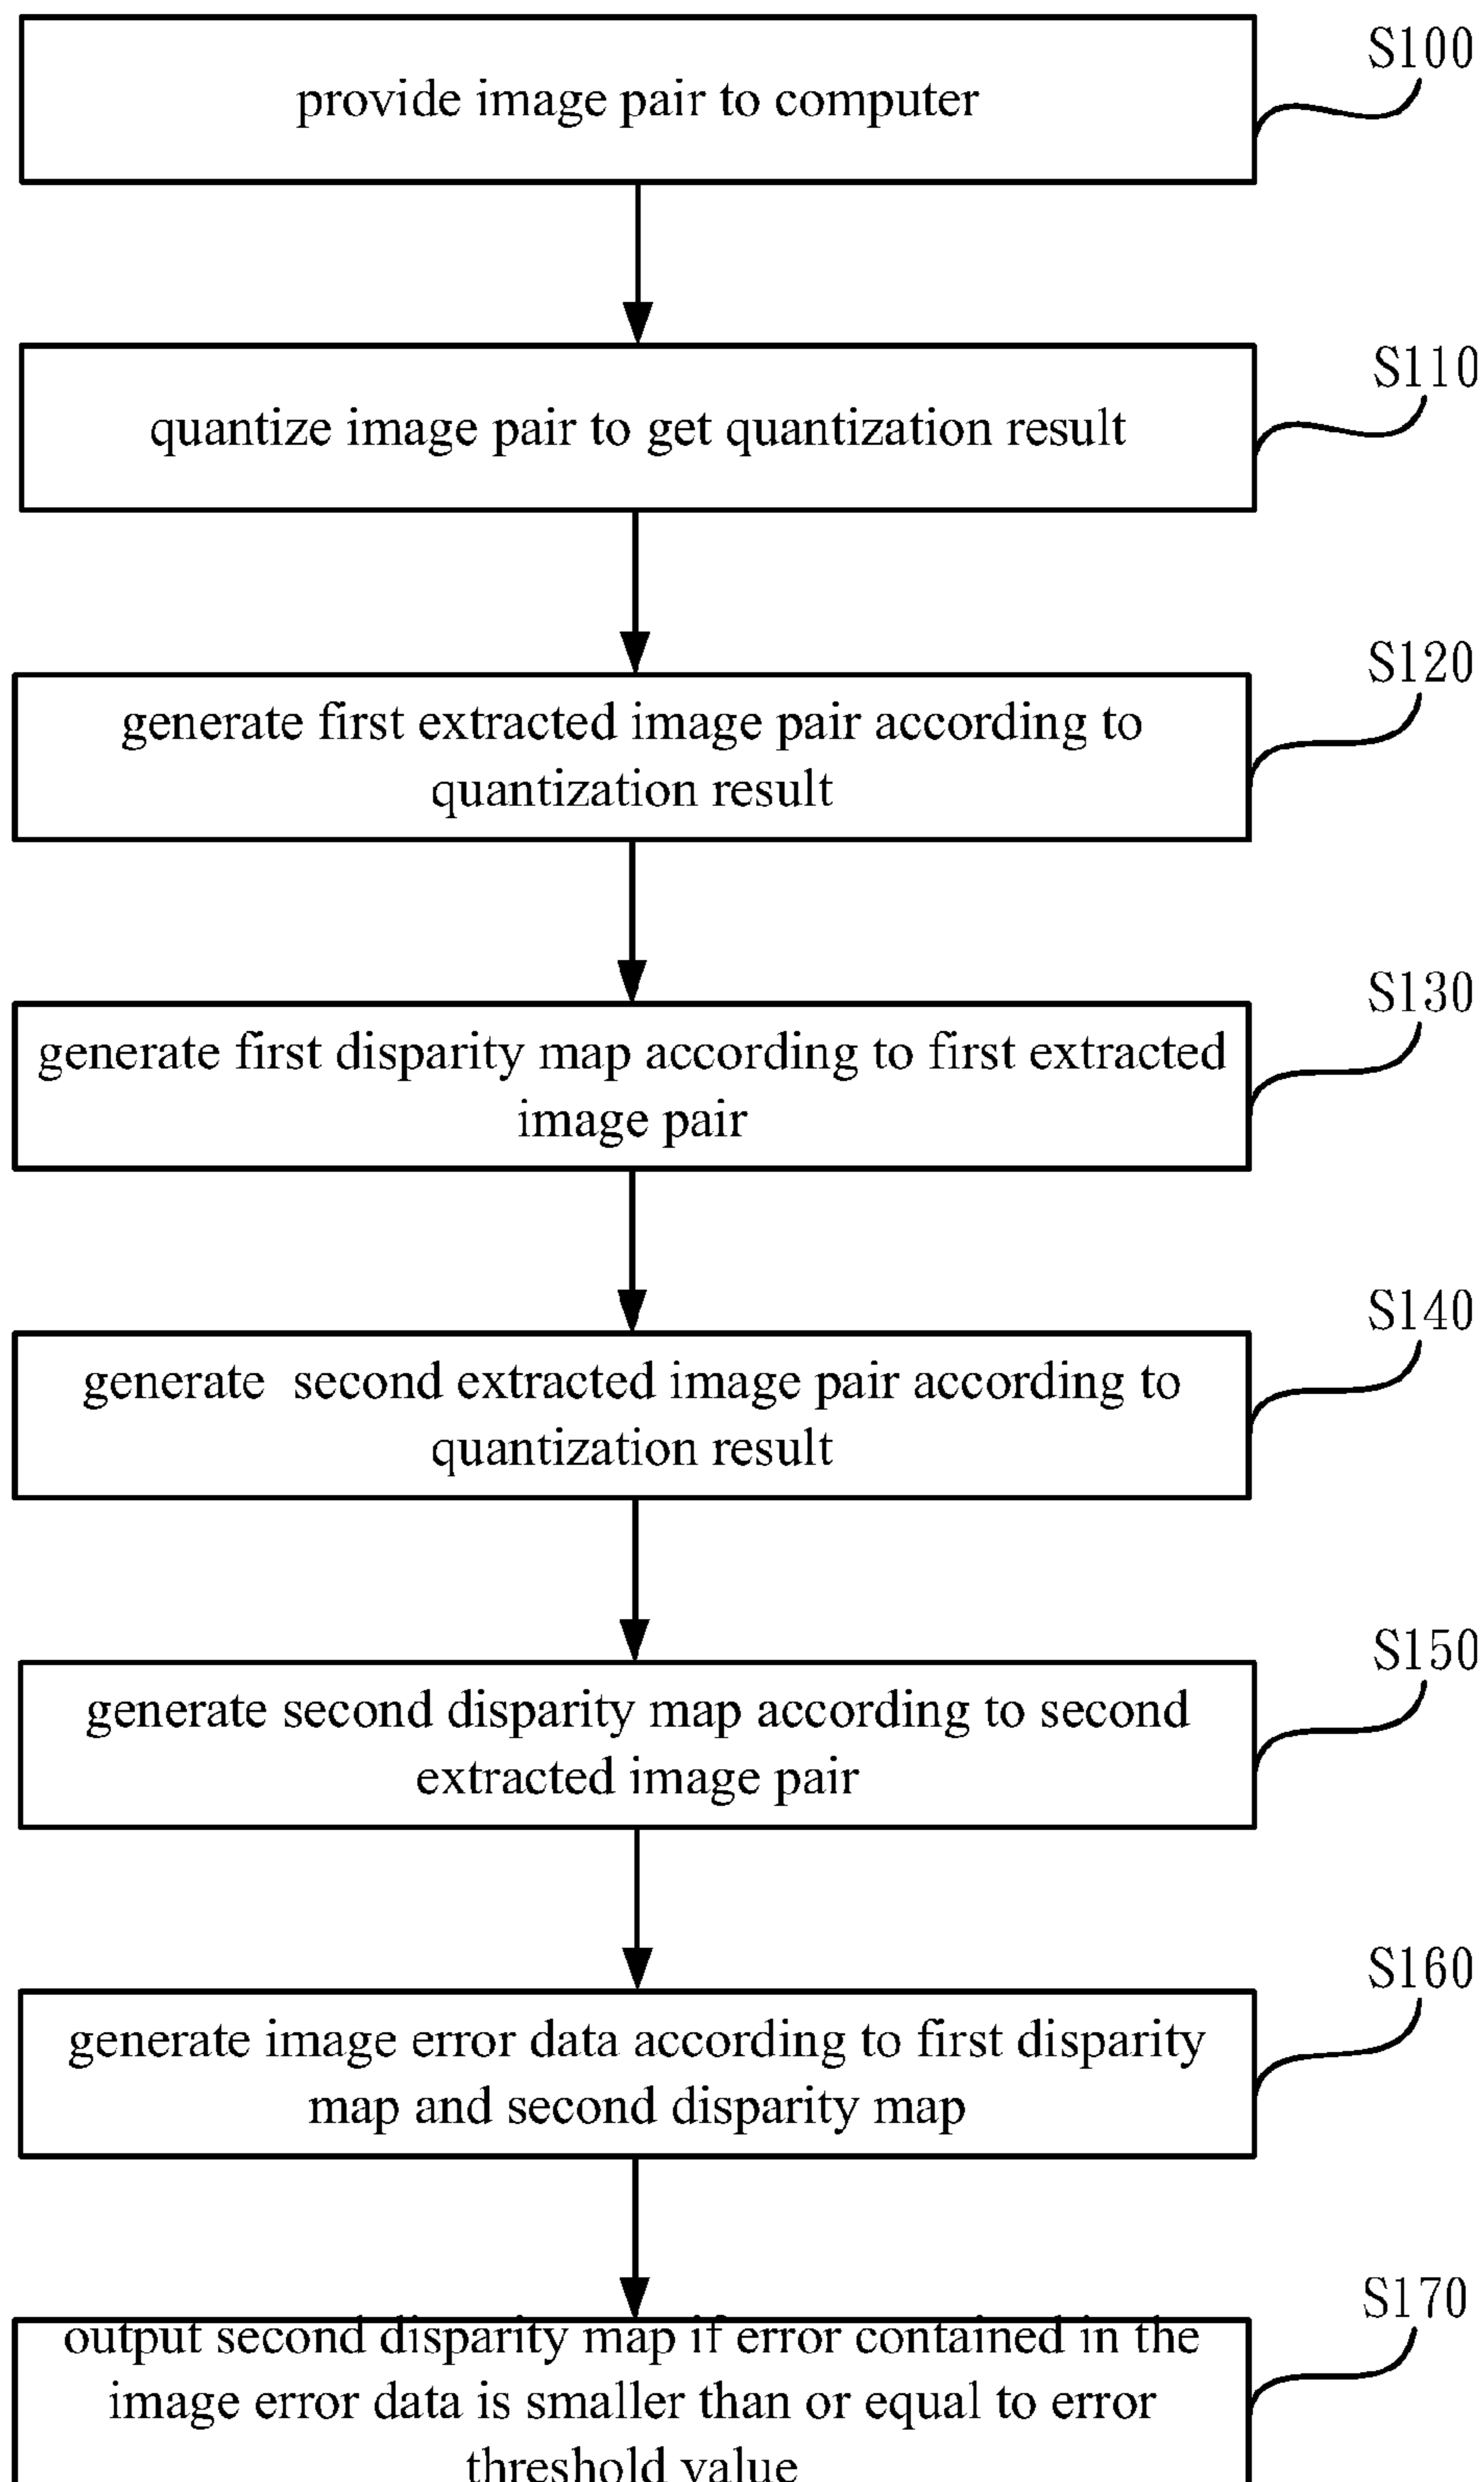 S100
provide image pair to computer
S110
quantize image pair to get quantization result
S120
generate first extracted image pair according to
quantization result
S130
generate first disparity map according to first extracted
image pair
S140
generate second extracted image pair according to
quantization result
S150
generate second disparity map according to second
extracted image pair
S160
generate image error data according to first disparity
map and second disparity map
S170
output second disparity map if error contained in the
image error data is smaller than or equal to error
threshold value